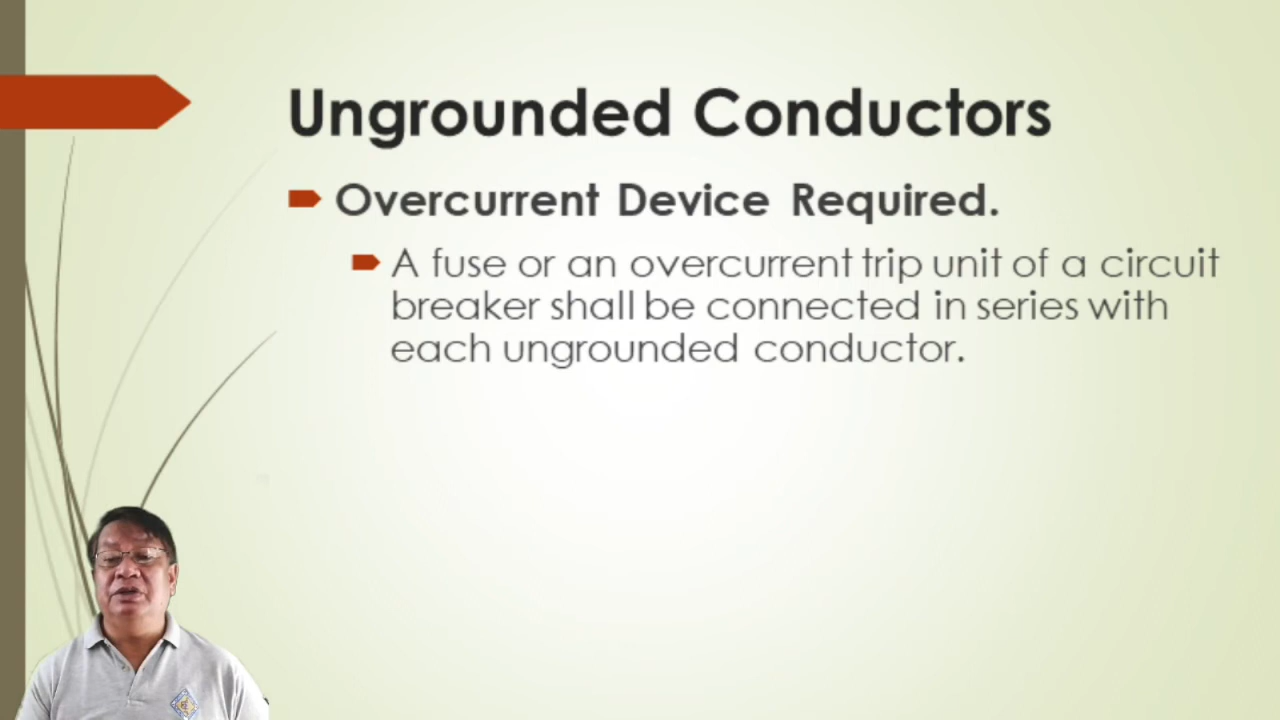 Ungrounded Conductors
Overcurrent Device Required.
A fuse or an overcurrent trip unit of a circuit
breaker shall be connected in series with
each ungrounded conductor.